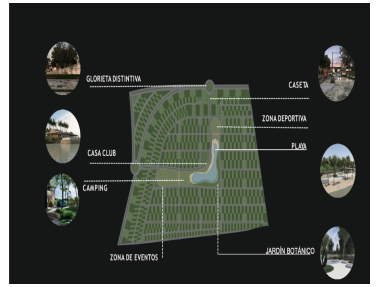 GLORIETA DISTINTIVA
CASETA
ZONA DEPORTIVA
PLAYA
CASA CLUB
CAMPING
ZONA DE EVENTOS
JARDÍN BOTÁNICO